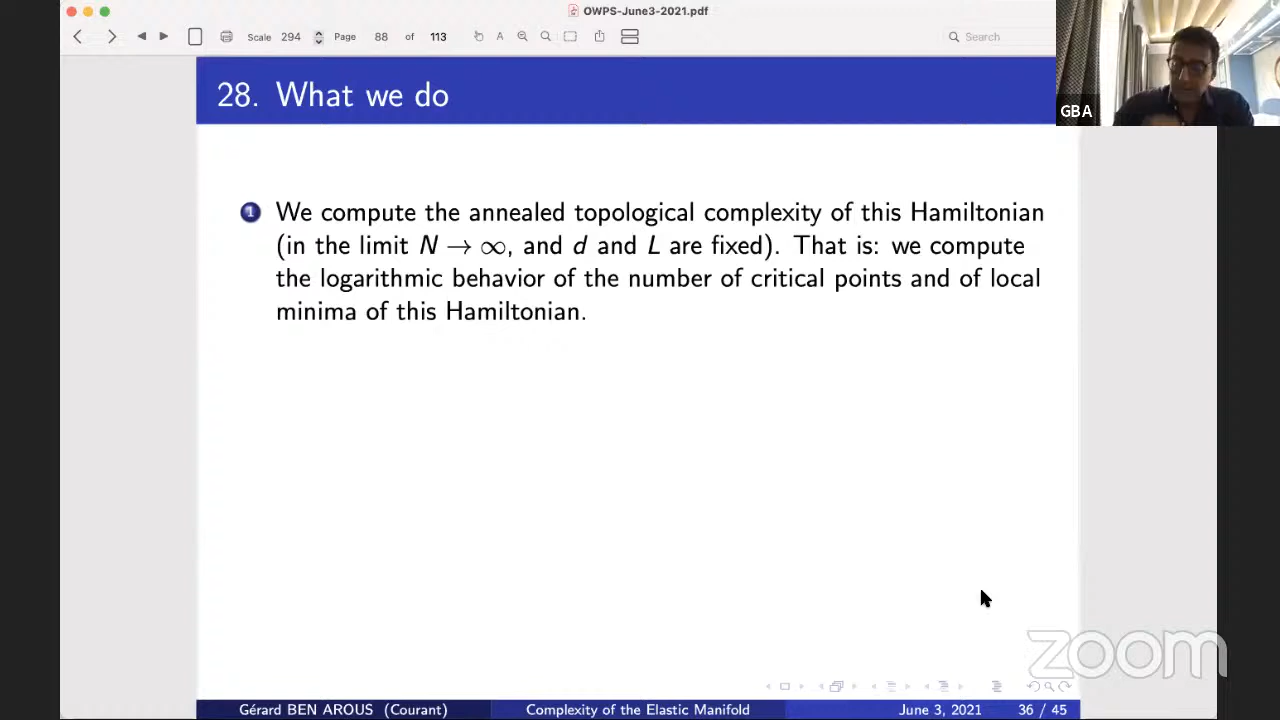 OWPS-June3-2021.pdf
Scale 294 Page 88 of 113 A Search
28. What we do
GBA
1 We compute the annealed topological complexity of this Hamiltonian
(in the limit N → ∞, and d and L are fixed). That is: we compute
the logarithmic behavior of the number of critical points and of local
minima of this Hamiltonian.
zoom
Gérard BEN AROUS (Courant) Complexity of the Elastic Manifold June 3, 2021 36 / 45